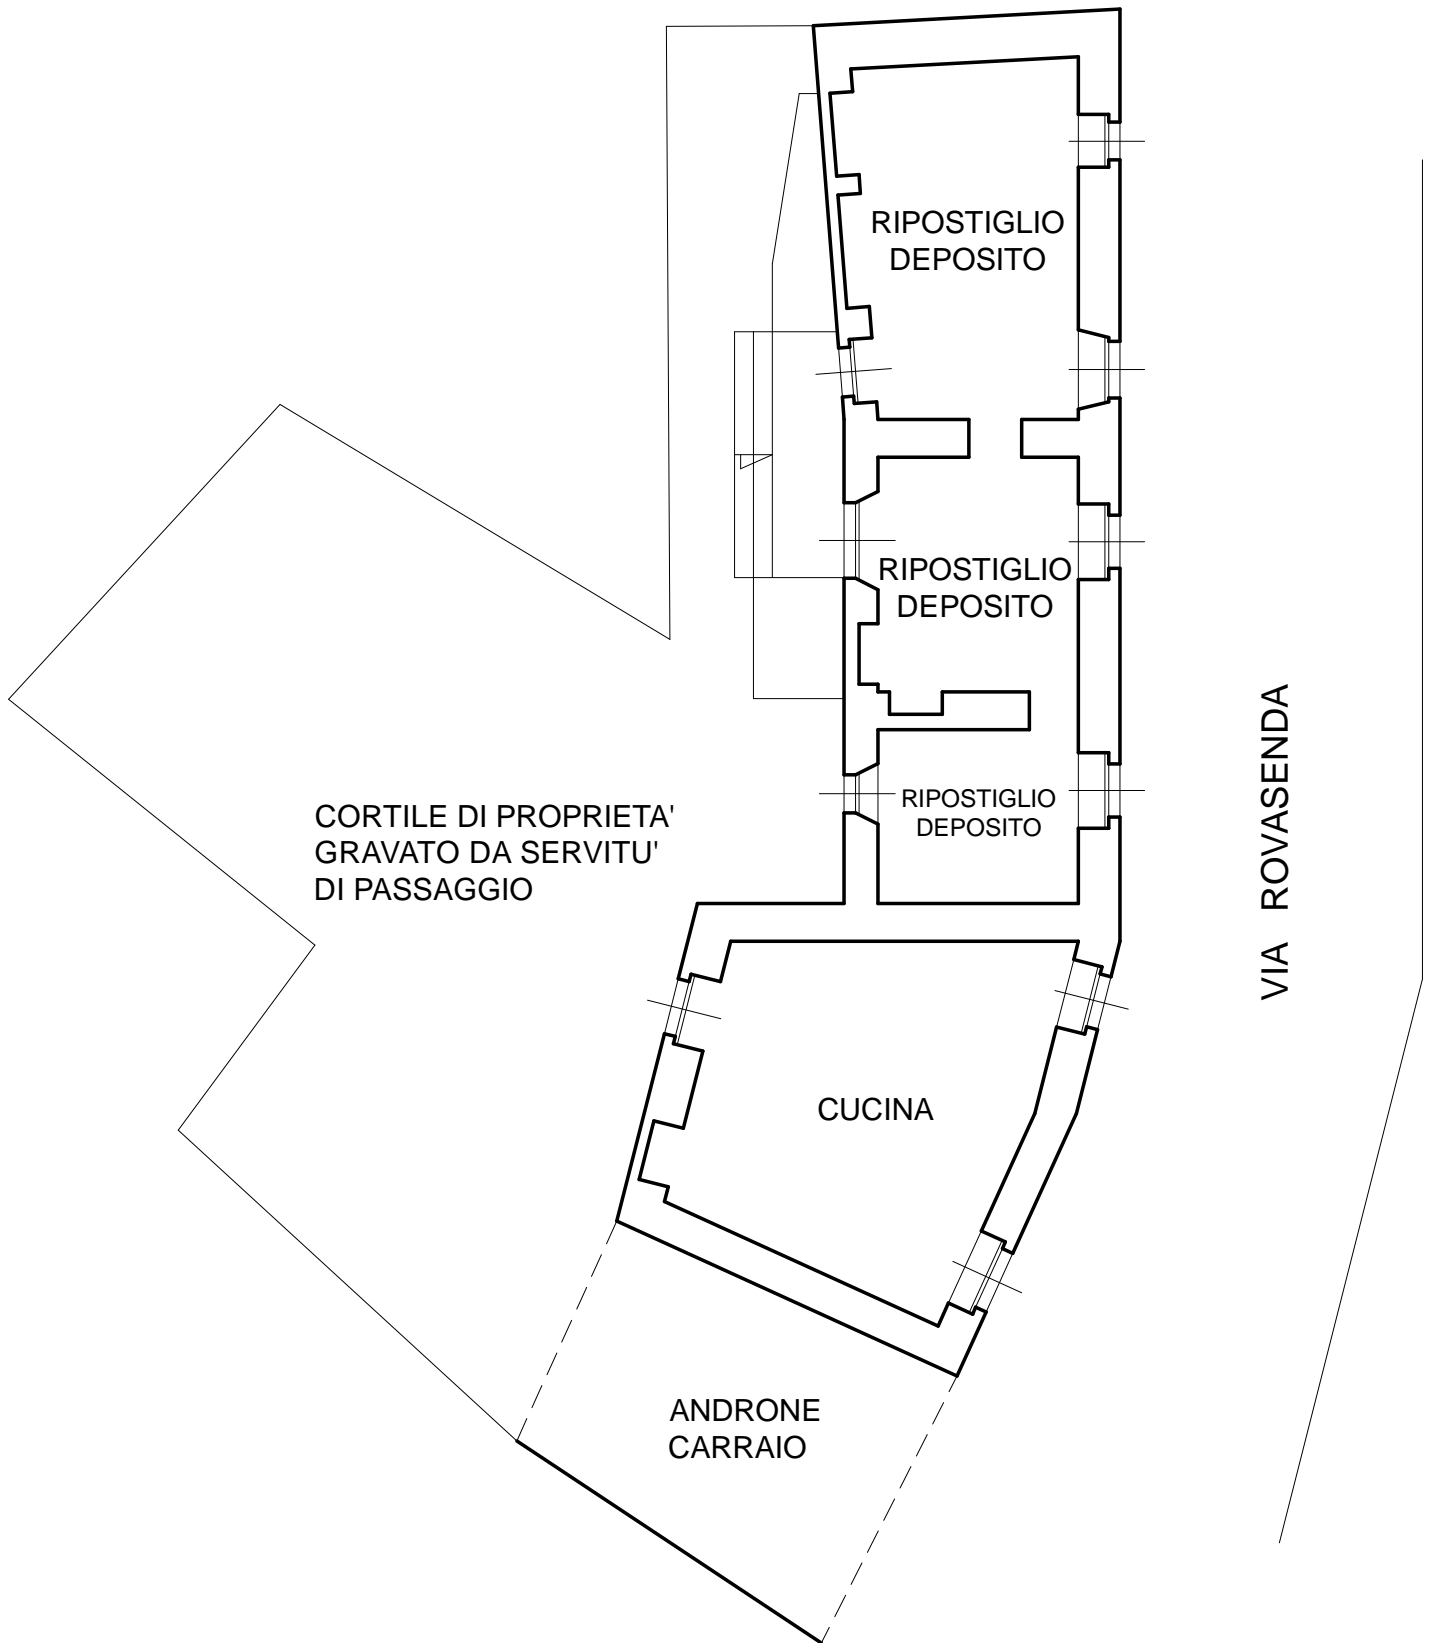 RIPOSTIGLIO
DEPOSITO
RIPOSTIGLIO
DEPOSITO
RIPOSTIGLIO
DEPOSITO
CORTILE DI PROPRIETA'
GRAVATO DA SERVITU'
DI PASSAGGIO
VIA ROVASENDA
CUCINA
ANDRONE
CARRAIO